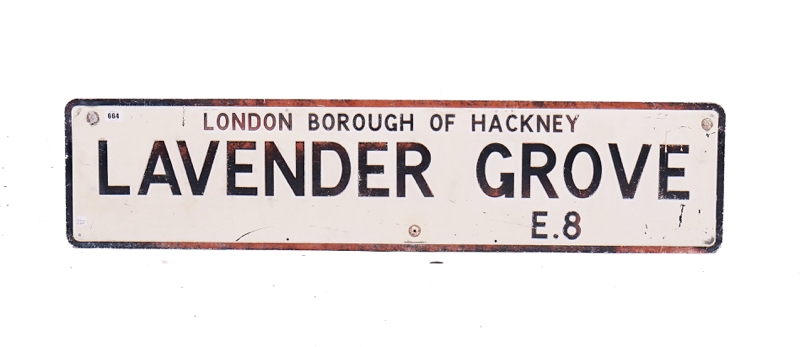 LONDON BOROUGH OF HACKNEY
LAVENDER GROVE
E.8
664